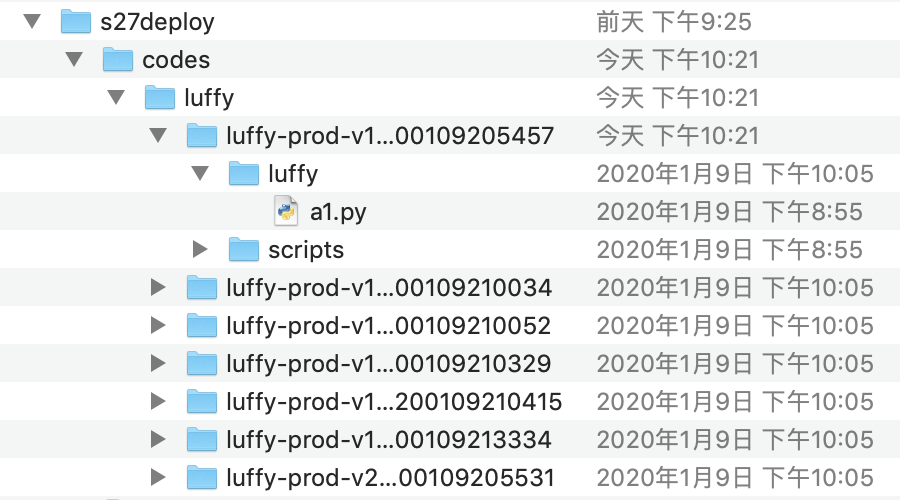 s27deploy 前天 下午9:25
codes 今天 下午10:21
luffy 今天 下午10:21
luffy-prod-v1...00109205457 今天 下午10:21
luffy 2020年1月9日 下午10:05
a1.py 2020年1月9日 下午8:55
scripts 2020年1月9日 下午8:55
luffy-prod-v1...00109210034 2020年1月9日 下午10:05
luffy-prod-v1...00109210052 2020年1月9日 下午10:05
luffy-prod-v1...00109210329 2020年1月9日 下午10:05
luffy-prod-v1...200109210415 2020年1月9日 下午10:05
luffy-prod-v1...00109213334 2020年1月9日 下午10:05
luffy-prod-v2...00109205531 2020年1月9日 下午10:05